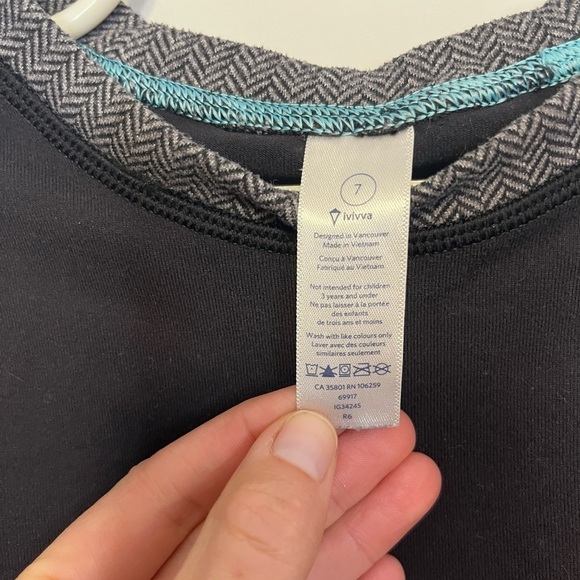 7
ivivva
Designed in Vancouver
Made in Vietnam
Conçu à Vancouver
Fabriqué au Vietnam
Not intended for children
3 years and under
Ne pas laisser à la portée
des enfants
de trois ans et moins
Wash with like colours only
Laver avec des couleurs
similaires seulement
CA 35801 RN 106259
69917
IG3424S
R6